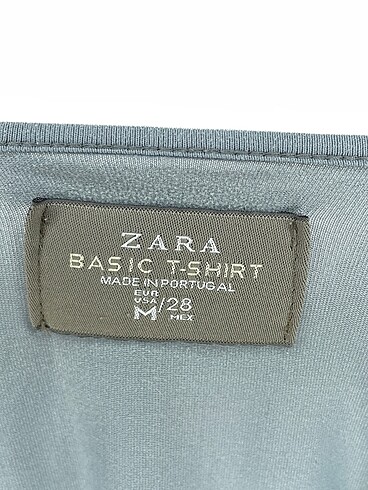 ZARA
BASIC T-SHIRT
MADE IN PORTUGAL
EUR
USA
M/28
MEX